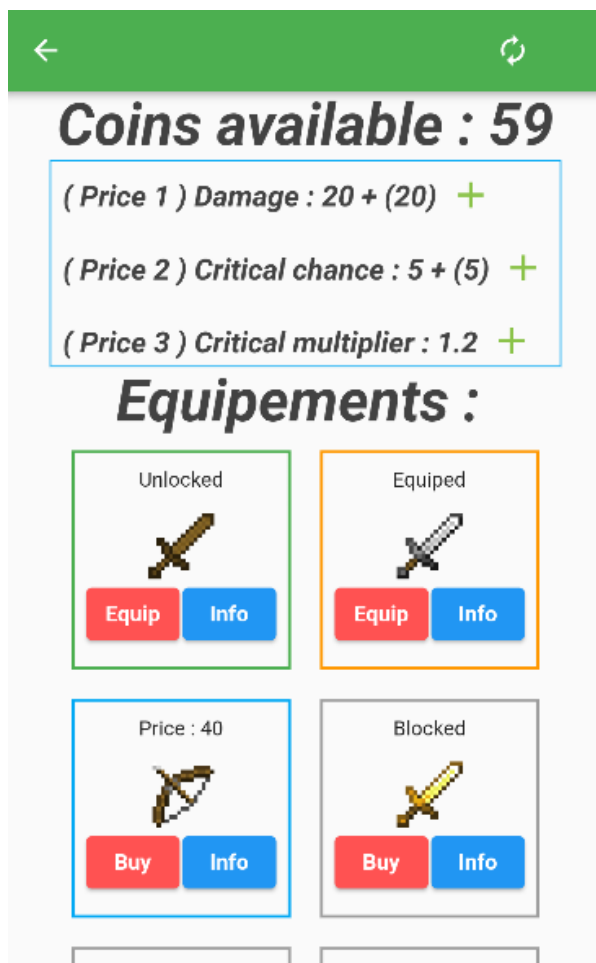 Coins available : 59
( Price 1 ) Damage : 20 + (20) +
( Price 2 ) Critical chance : 5 + (5) +
( Price 3 ) Critical multiplier : 1.2 +
Equipements :
Unlocked
Equiped
Equip Info
Equip Info
Price : 40
Blocked
Buy Info
Buy Info